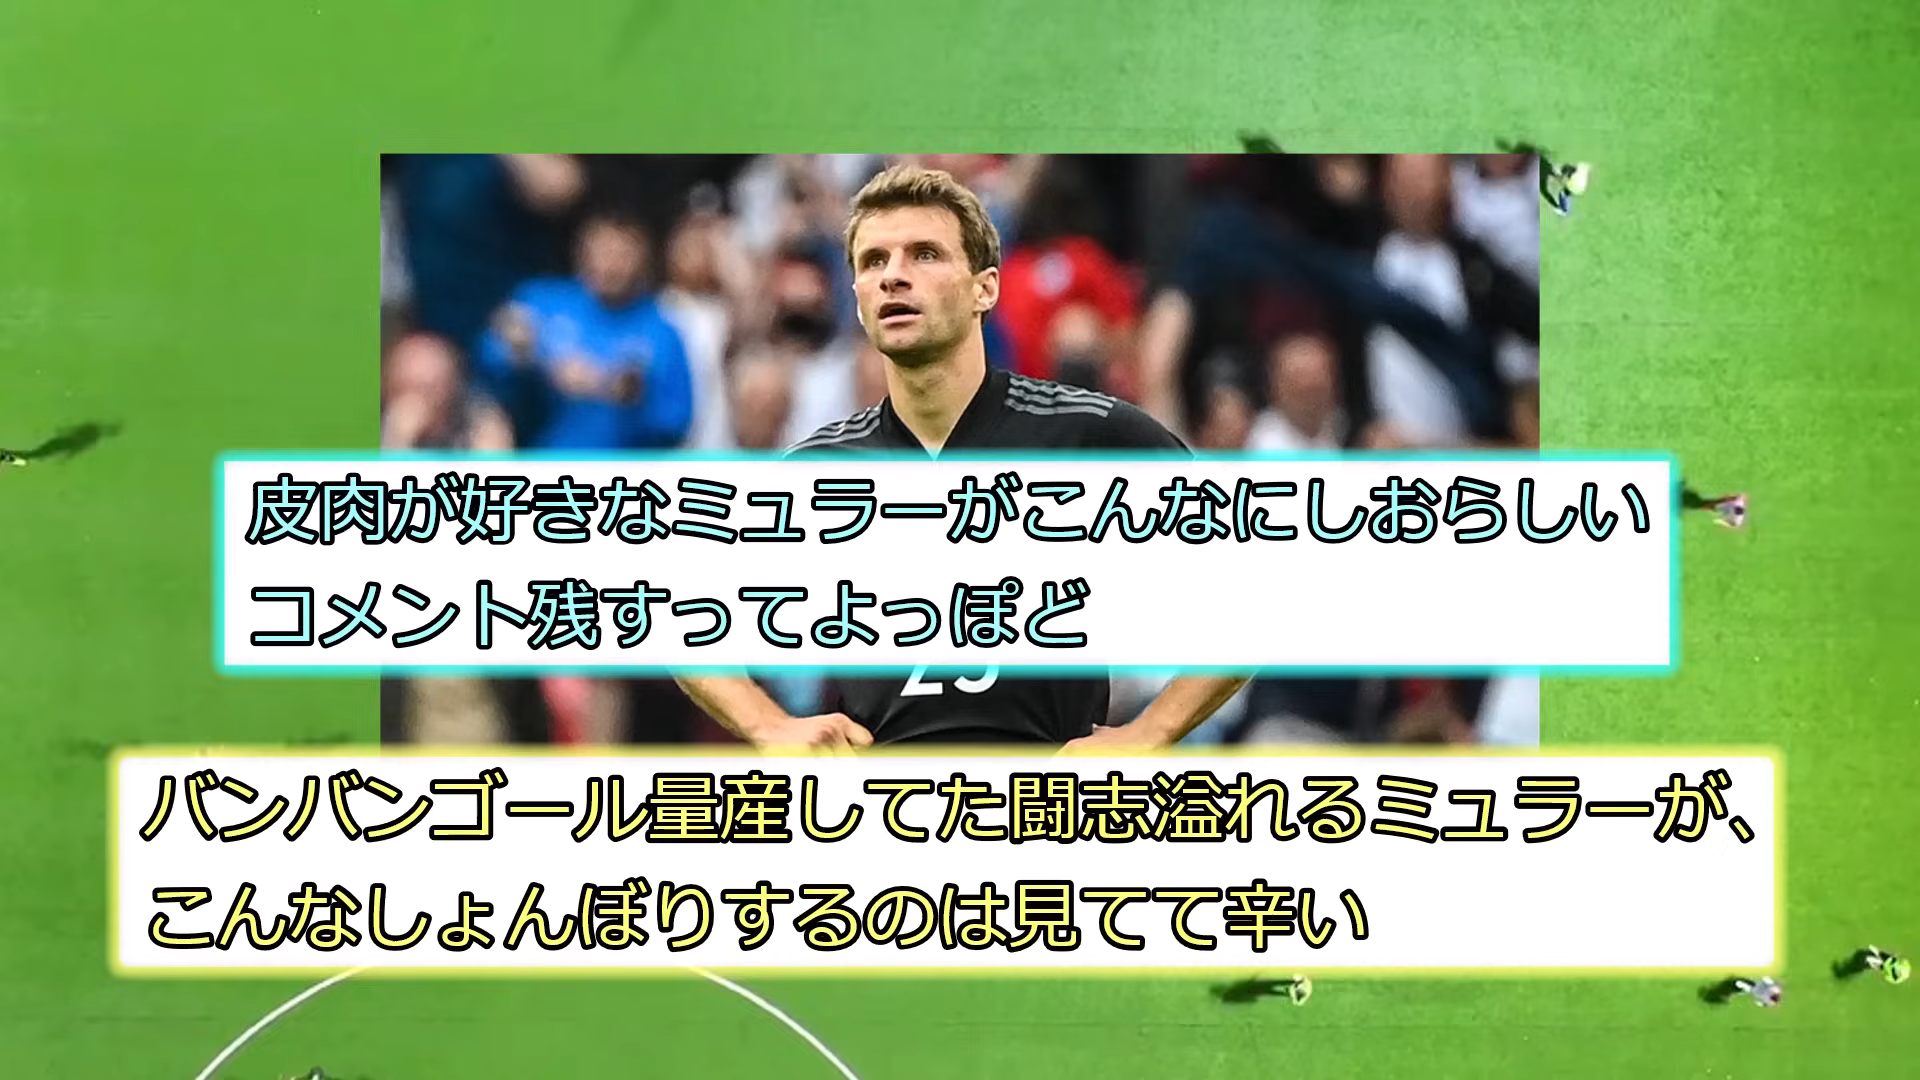 皮肉が好きなミュラーがこんなにしおらしい
コメント残すってよっぽど
25
バンバンゴール量産してた闘志溢れるミュラーが、
こんなしょんぼりするのは見てて辛い